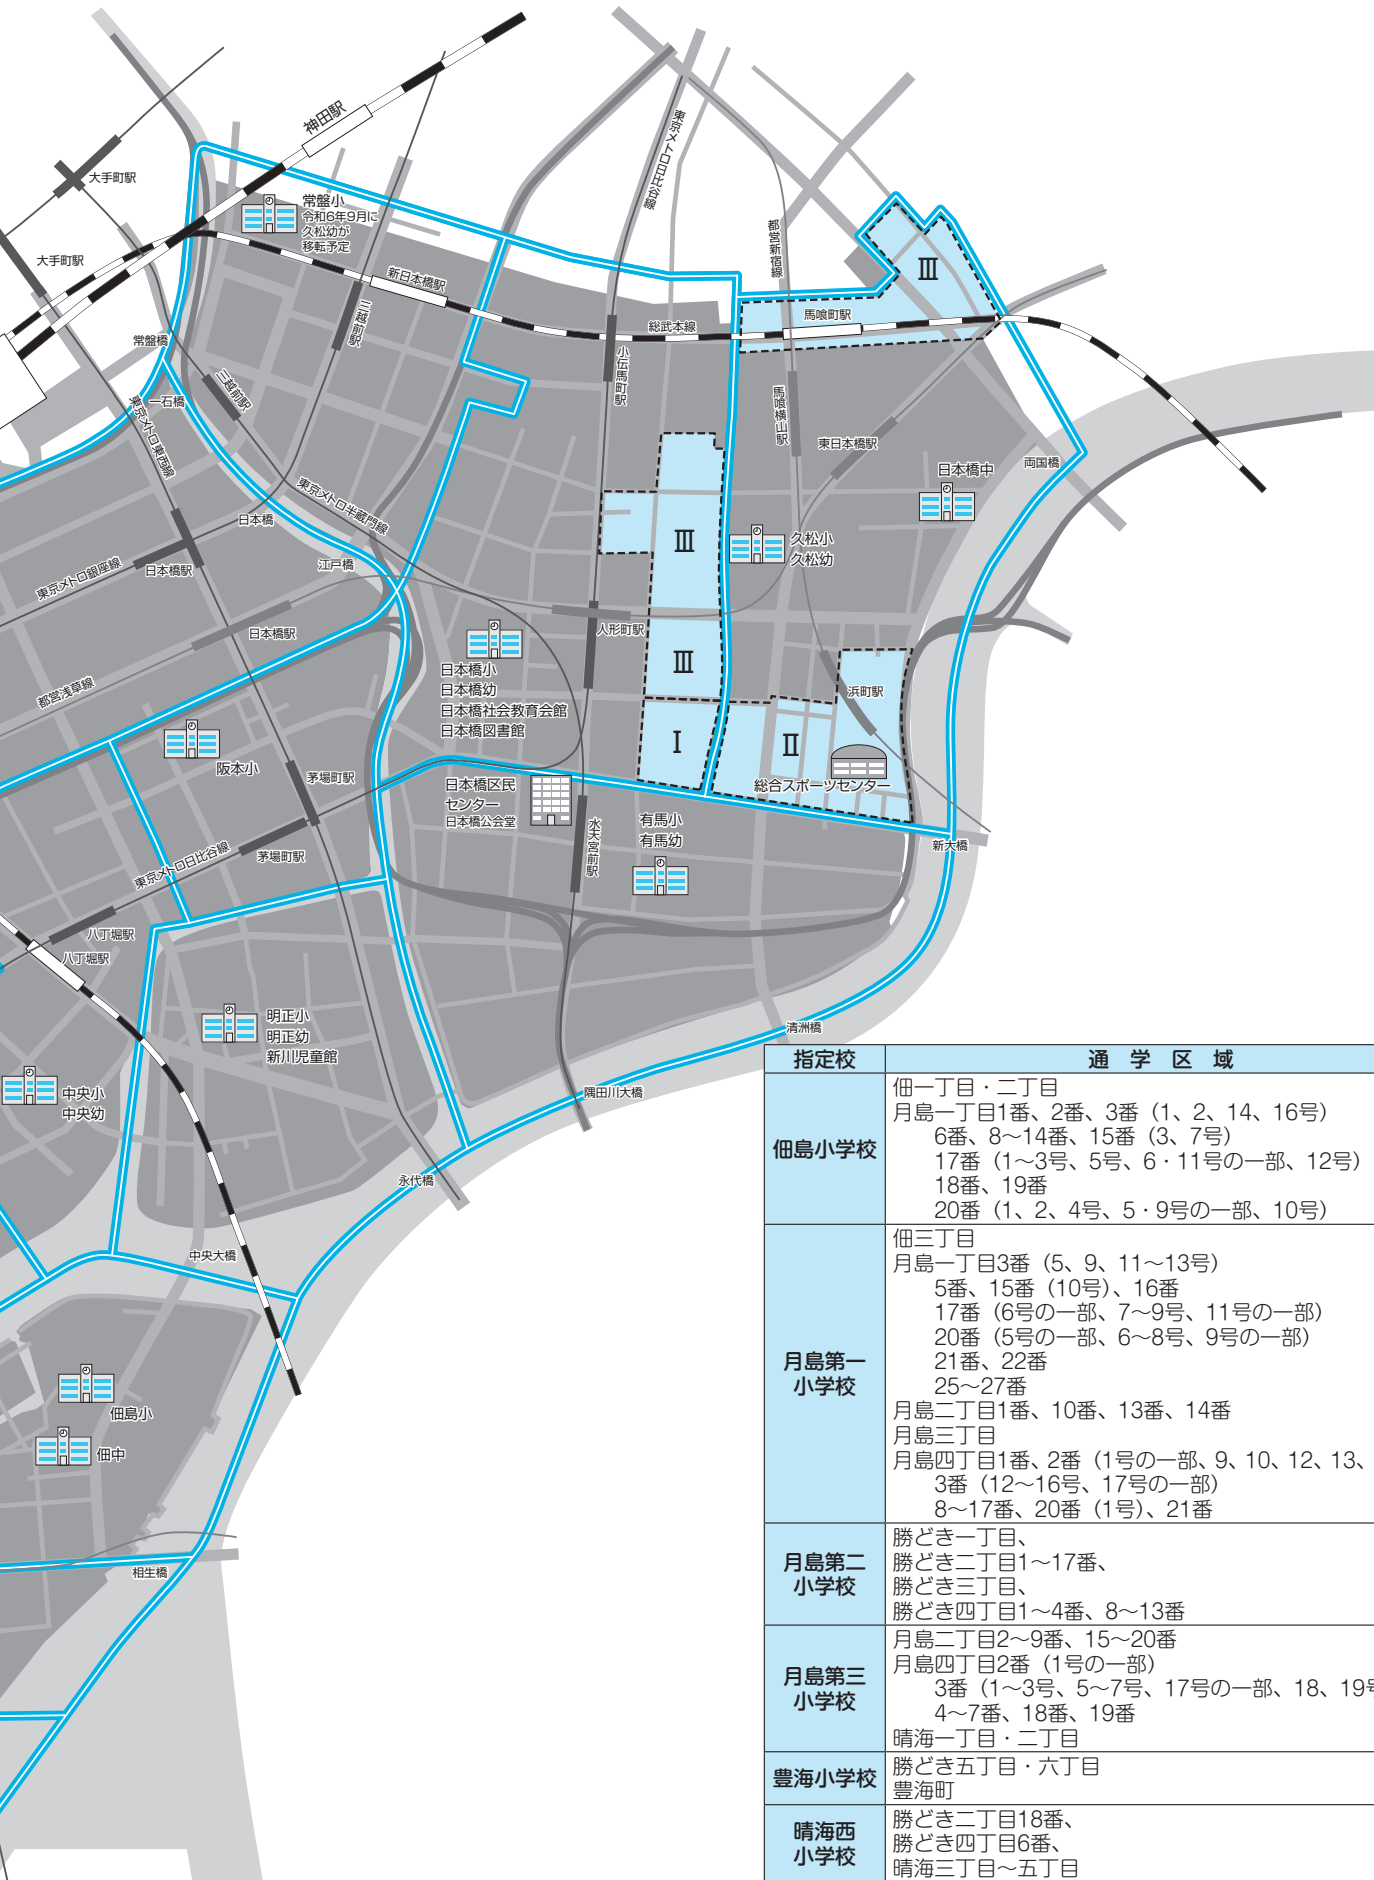 神田駅
大手町駅
大手町駅
常盤小
令和6年9月に
久松幼が
移転予定
新日本橋駅
三越前駅
三越前駅
常盤橋
一石橋
東京メトロ東西線
東京メトロ日比谷線
都営新宿線
Ⅲ
馬喰町駅
総武本線
小伝馬町駅
馬喰横山駅
東日本橋駅
両国橋
日本橋中
東京メトロ半蔵門線
日本橋
江戸橋
東京メトロ銀座線
日本橋駅
日本橋駅
都営浅草線
Ⅲ
久松小
久松幼
人形町駅
Ⅲ
日本橋小
日本橋幼
日本橋社会教育会館
日本橋図書館
浜町駅
Ⅰ
Ⅱ
総合スポーツセンター
阪本小
茅場町駅
日本橋区民
センター
日本橋公会堂
水天宮前駅
有馬小
有馬幼
新大橋
東京メトロ日比谷線
茅場町駅
八丁堀駅
八丁堀駅
明正小
明正幼
新川児童館
中央小
中央幼
清洲橋
隅田川大橋
永代橋
中央大橋
佃島小
佃中
相生橋
指定校
通学区域
佃島小学校
佃一丁目・二丁目
月島一丁目1番、2番、3番（1、2、14、16号）
6番、8〜14番、15番（3、7号）
17番（1〜3号、5号、6・11号の一部、12号）
18番、19番
20番（1、2、4号、5・9号の一部、10号）
月島第一
小学校
佃三丁目
月島一丁目3番（5、9、11〜13号）
5番、15番（10号）、16番
17番（6号の一部、7〜9号、11号の一部）
20番（5号の一部、6〜8号、9号の一部）
21番、22番
25〜27番
月島二丁目1番、10番、13番、14番
月島三丁目
月島四丁目1番、2番（1号の一部、9、10、12、13、
3番（12〜16号、17号の一部）
8〜17番、20番（1号）、21番
月島第二
小学校
勝どき一丁目、
勝どき二丁目1〜17番、
勝どき三丁目、
勝どき四丁目1〜4番、8〜13番
月島第三
小学校
月島二丁目2〜9番、15〜20番
月島四丁目2番（1号の一部）
3番（1〜3号、5〜7号、17号の一部、18、19号
4〜7番、18番、19番
晴海一丁目・二丁目
豊海小学校
勝どき五丁目・六丁目
豊海町
晴海西
小学校
勝どき二丁目18番、
勝どき四丁目6番、
晴海三丁目〜五丁目